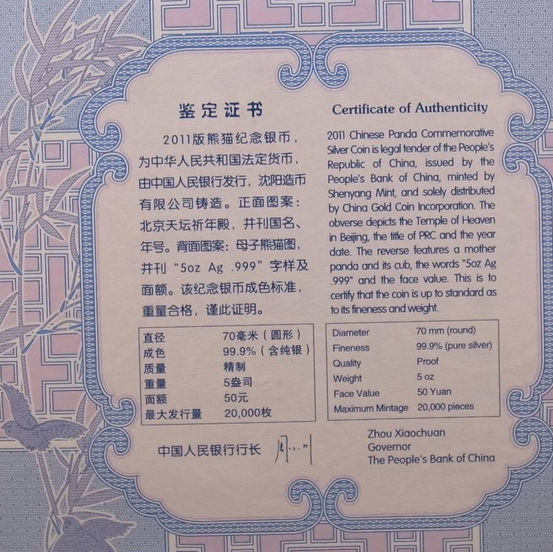 鉴定证书
2011版熊猫纪念银币，
为中华人民共和国法定货币，
由中国人民银行发行，沈阳造币
有限公司铸造。正面图案：
北京天坛祈年殿，并刊国名、
年号。背面图案：母子熊猫图，
并刊“5oz Ag .999”字样及
面额。该纪念银币成色标准，
重量合格，谨此证明。
直径 70毫米（圆形）
成色 99.9%（含纯银）
质量 精制
重量 5盎司
面额 50元
最大发行量 20,000枚
中国人民银行行长
Certificate of Authenticity
2011 Chinese Panda Commemorative
Silver Coin is legal tender of the People's
Republic of China, issued by the
People's Bank of China, minted by
Shenyang Mint, and solely distributed
by China Gold Coin Incorporation. The
obverse depicts the Temple of Heaven
in Beijing, the title of PRC and the year
date. The reverse features a mother
panda and its cub, the words "5oz Ag
.999" and the face value. This is to
certify that the coin is up to standard as
to its fineness and weight.
Diameter 70 mm (round)
Fineness 99.9% (pure silver)
Quality Proof
Weight 5 oz
Face Value 50 Yuan
Maximum Mintage 20,000 pieces
Zhou Xiaochuan
Governor
The People's Bank of China